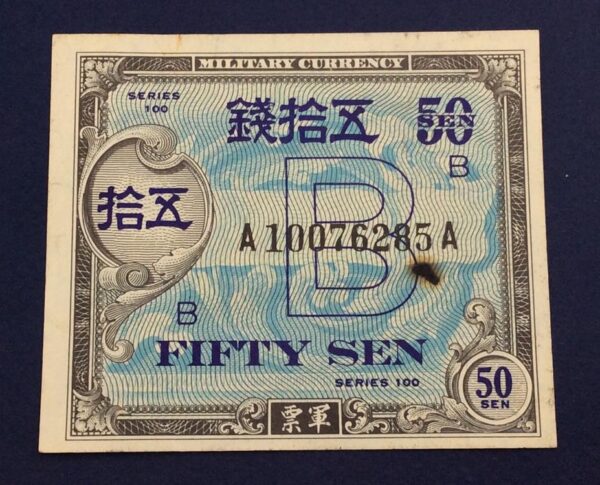 MILITARY CURRENCY
SERIES
100
錢拾五
50
SEN
B
拾五
B
A10076285A
B
FIFTY SEN
SERIES 100
50
SEN
票軍